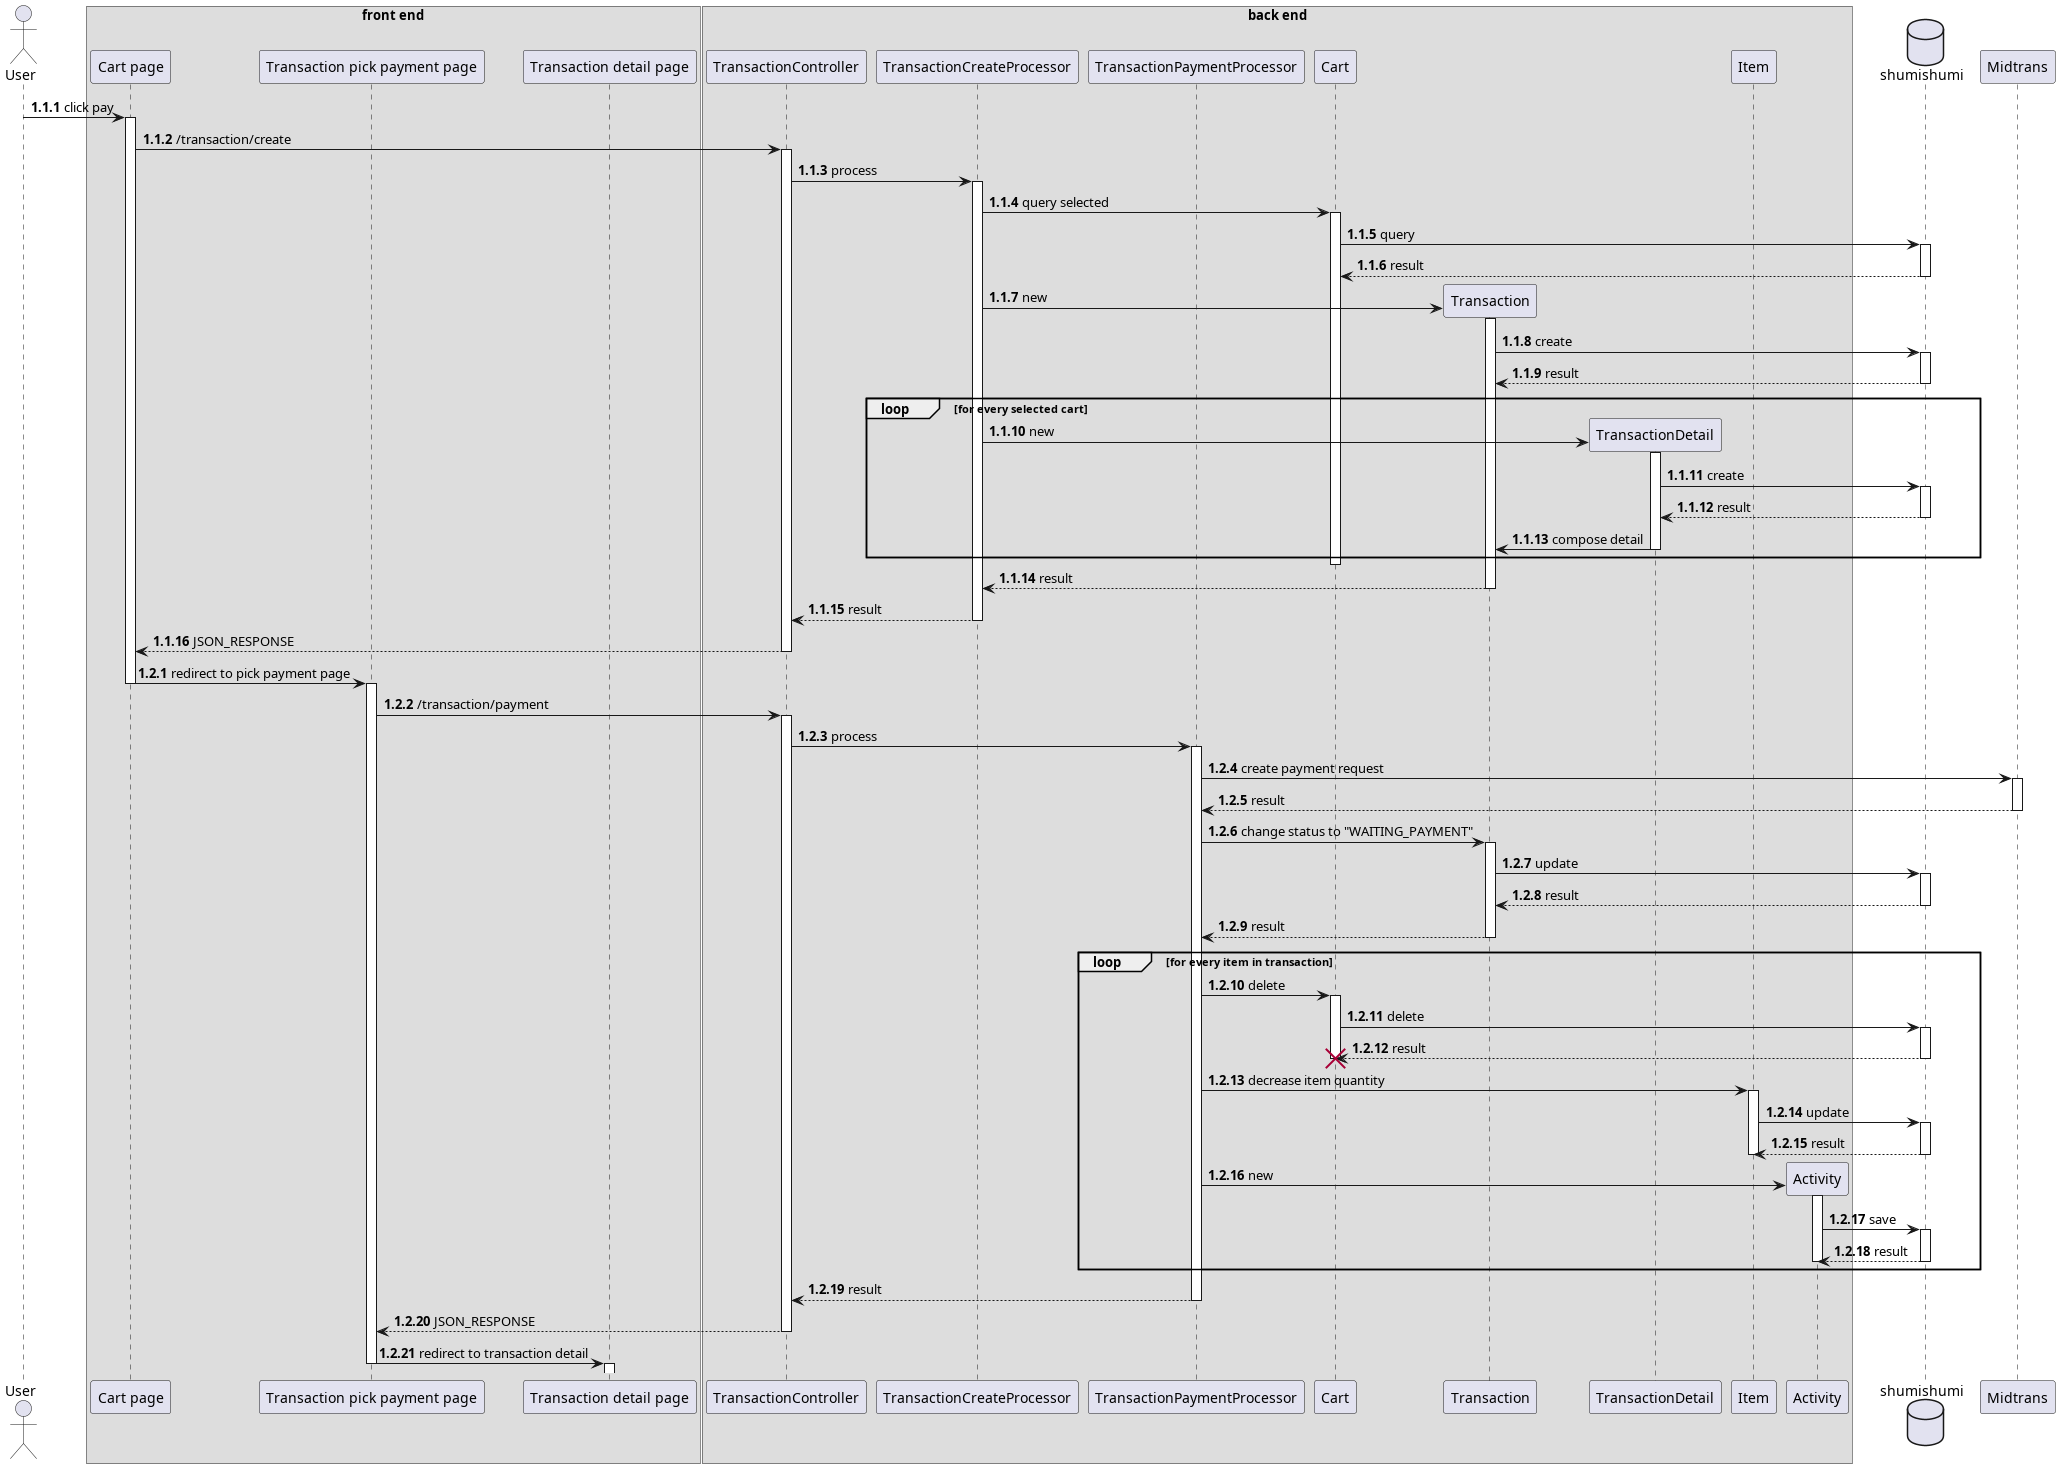 front end
back end
User
Cart page
Transaction pick payment page
Transaction detail page
TransactionController
TransactionCreateProcessor
TransactionPaymentProcessor
Cart
Item
shumishumi
Midtrans
1.1.1 click pay
1.1.2 /transaction/create
1.1.3 process
1.1.4 query selected
1.1.5 query
1.1.6 result
1.1.7 new
Transaction
1.1.8 create
1.1.9 result
loop [for every selected cart]
1.1.10 new
TransactionDetail
1.1.11 create
1.1.12 result
1.1.13 compose detail
1.1.14 result
1.1.15 result
1.1.16 JSON_RESPONSE
1.2.1 redirect to pick payment page
1.2.2 /transaction/payment
1.2.3 process
1.2.4 create payment request
1.2.5 result
1.2.6 change status to "WAITING_PAYMENT"
1.2.7 update
1.2.8 result
1.2.9 result
loop [for every item in transaction]
1.2.10 delete
1.2.11 delete
1.2.12 result
1.2.13 decrease item quantity
1.2.14 update
1.2.15 result
1.2.16 new
Activity
1.2.17 save
1.2.18 result
1.2.19 result
1.2.20 JSON_RESPONSE
1.2.21 redirect to transaction detail
User
Cart page
Transaction pick payment page
Transaction detail page
TransactionController
TransactionCreateProcessor
TransactionPaymentProcessor
Cart
Transaction
TransactionDetail
Item
Activity
shumishumi
Midtrans